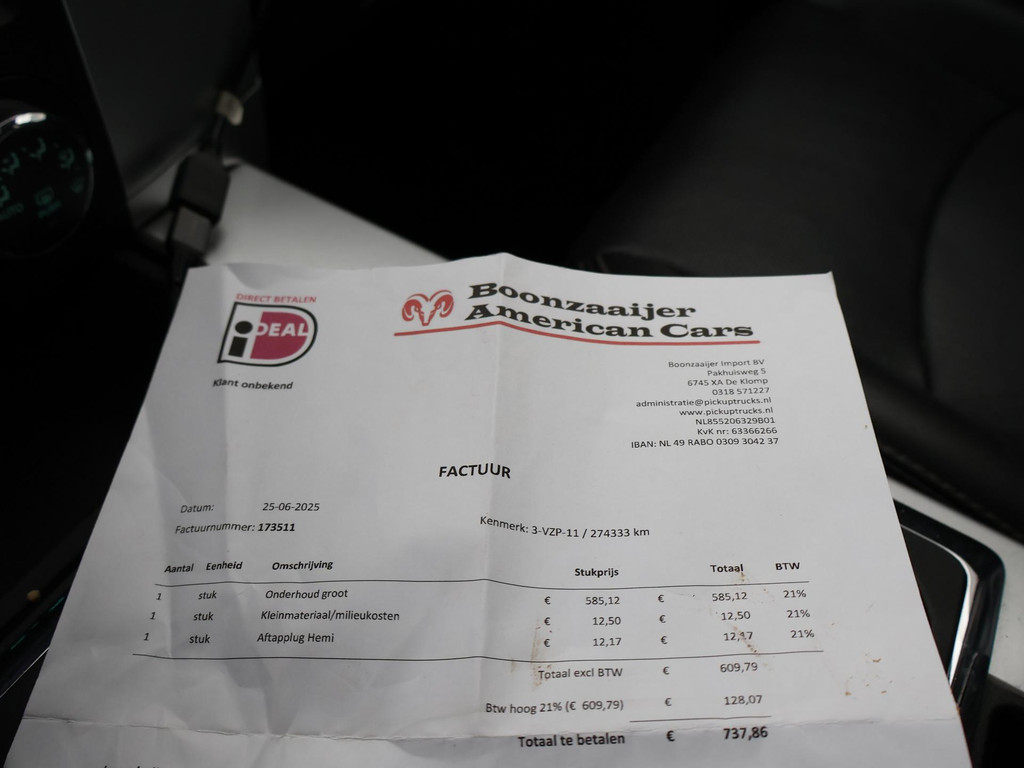 DIRECT BETALEN
iDEAL
Klant onbekend
Boonzaaijer
American Cars
Boonzaaijer Import BV
Pakhuisweg 5
6745 XA De Klomp
0318 571227
administratie@pickuptrucks.nl
www.pickuptrucks.nl
NL855206329B01
KvK nr: 63366266
IBAN: NL 49 RABO 0309 3042 37
FACTUUR
Datum: 25-06-2025
Factuurnummer: 173511
Kenmerk: 3-VZP-11 / 274333 km
Aantal Eenheid Omschrijving Stukprijs Totaal BTW
1 stuk Onderhoud groot € 585,12 € 585,12 21%
1 stuk Kleinmateriaal/milieukosten € 12,50 € 12,50 21%
1 stuk Aftapplug Hemi € 12,17 € 12,17 21%
Totaal excl BTW € 609,79
Btw hoog 21% (€ 609,79) € 128,07
Totaal te betalen € 737,86